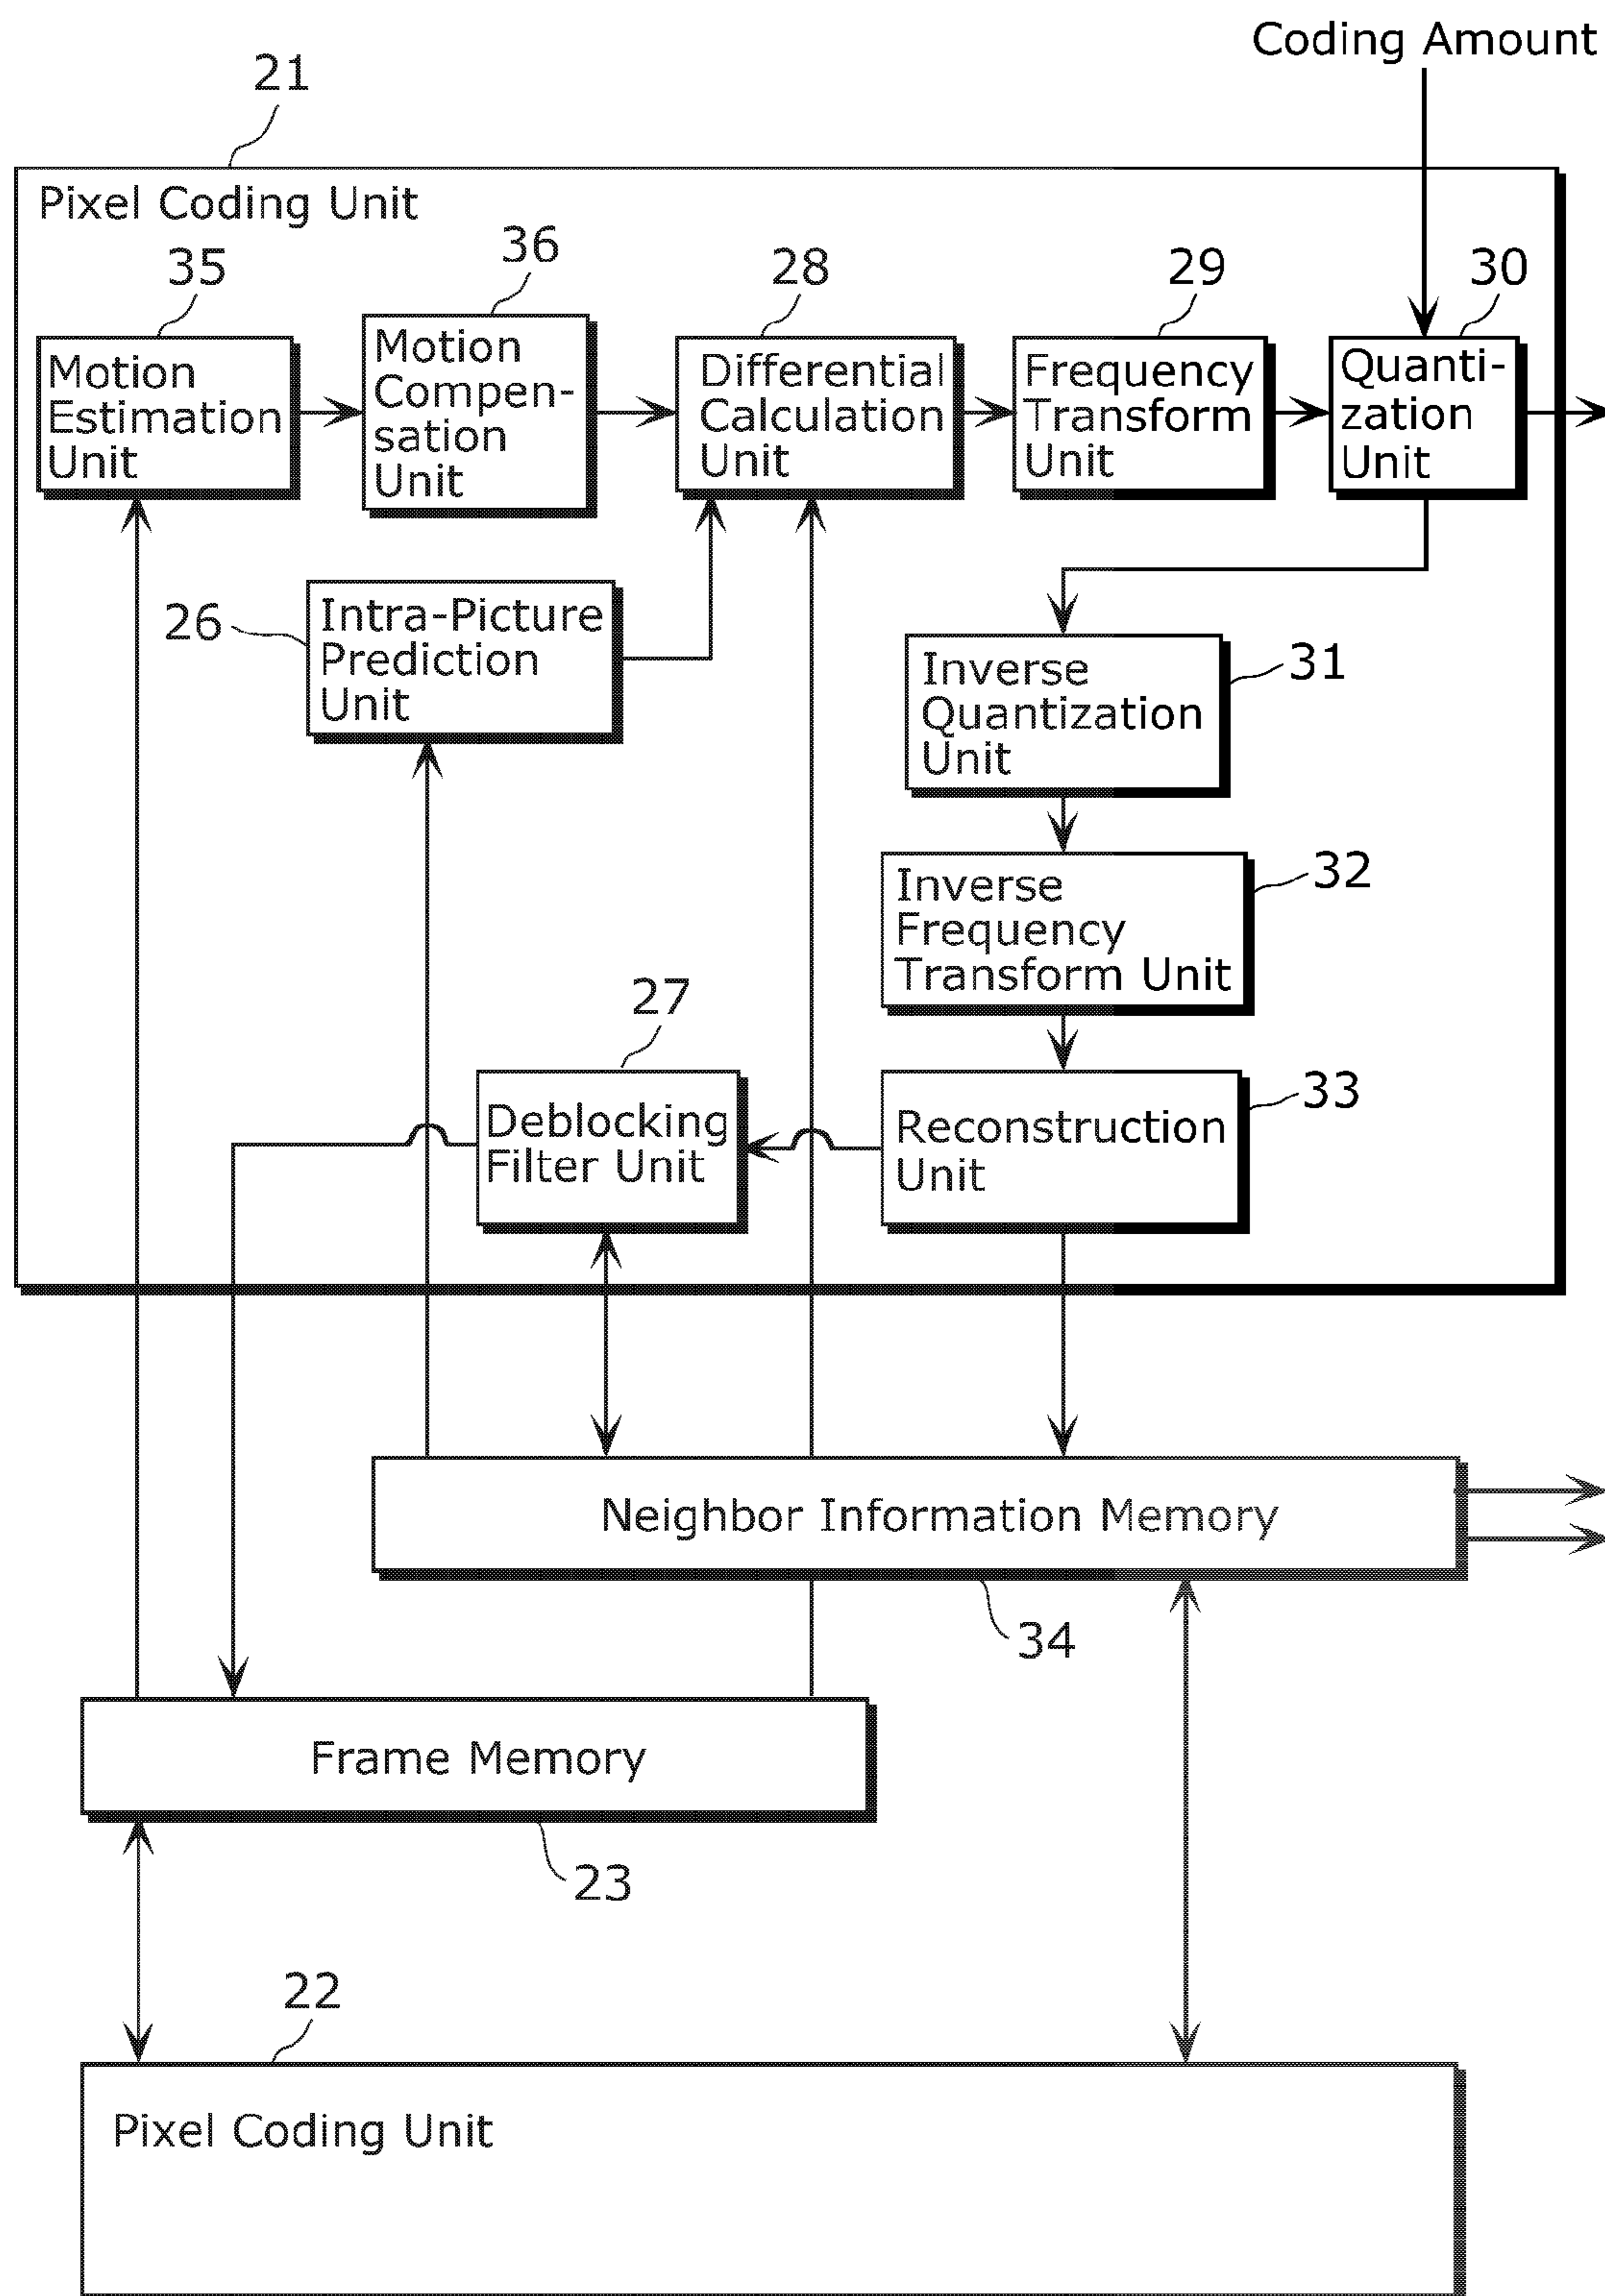 Coding Amount
21
Pixel Coding Unit
35
36
28
29
30
Motion
Estimation
Unit
Motion
Compen-
sation
Unit
Differential
Calculation
Unit
Frequency
Transform
Unit
Quanti-
zation
Unit
26
Intra-Picture
Prediction
Unit
Inverse
Quantization
Unit
31
Inverse
Frequency
Transform Unit
32
27
Deblocking
Filter Unit
Reconstruction
Unit
33
Neighbor Information Memory
34
Frame Memory
23
22
Pixel Coding Unit